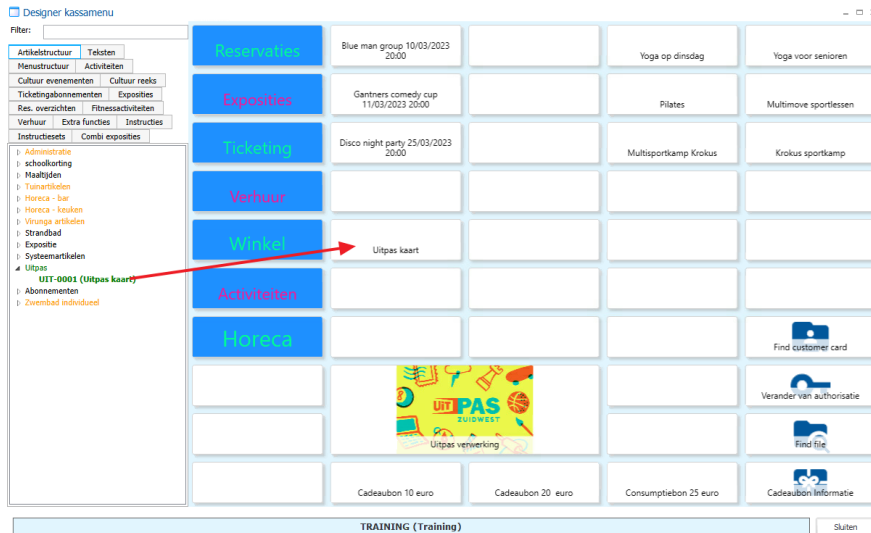 Designer kassamenu
Filter:
Artikelstructuur Teksten
Menustructuur Activiteiten
Cultuur evenementen Cultuur reeks
Ticketingabonnementen Exposities
Res. overzichten Fitnessactiviteiten
Verhuur Extra functies Instructies
Instructiesets Combi exposities
Administratie
schoolkorting
Maaltijden
Tuinartikelen
Horeca - bar
Horeca - keuken
Virunga artikelen
Strandbad
Expositie
Systeemartikelen
Uitpas
UIT-0001 (Uitpas kaart)
Abonnementen
Zwembad individueel
Reservaties
Blue man group 10/03/2023
20:00
Yoga op dinsdag
Yoga voor senioren
Exposities
Gantners comedy cup
11/03/2023 20:00
Pilates
Multimove sportlessen
Ticketing
Disco night party 25/03/2023
20:00
Multisportkamp Krokus
Krokus sportkamp
Verhuur
Winkel
Uitpas kaart
Activiteiten
Horeca
Find customer card
UiT PAS
ZUIDWEST
Uitpas verwerking
Verander van authorisatie
Find file
Cadeaubon 10 euro
Cadeaubon 20 euro
Consumptiebon 25 euro
Cadeaubon Informatie
TRAINING (Training)
Sluiten